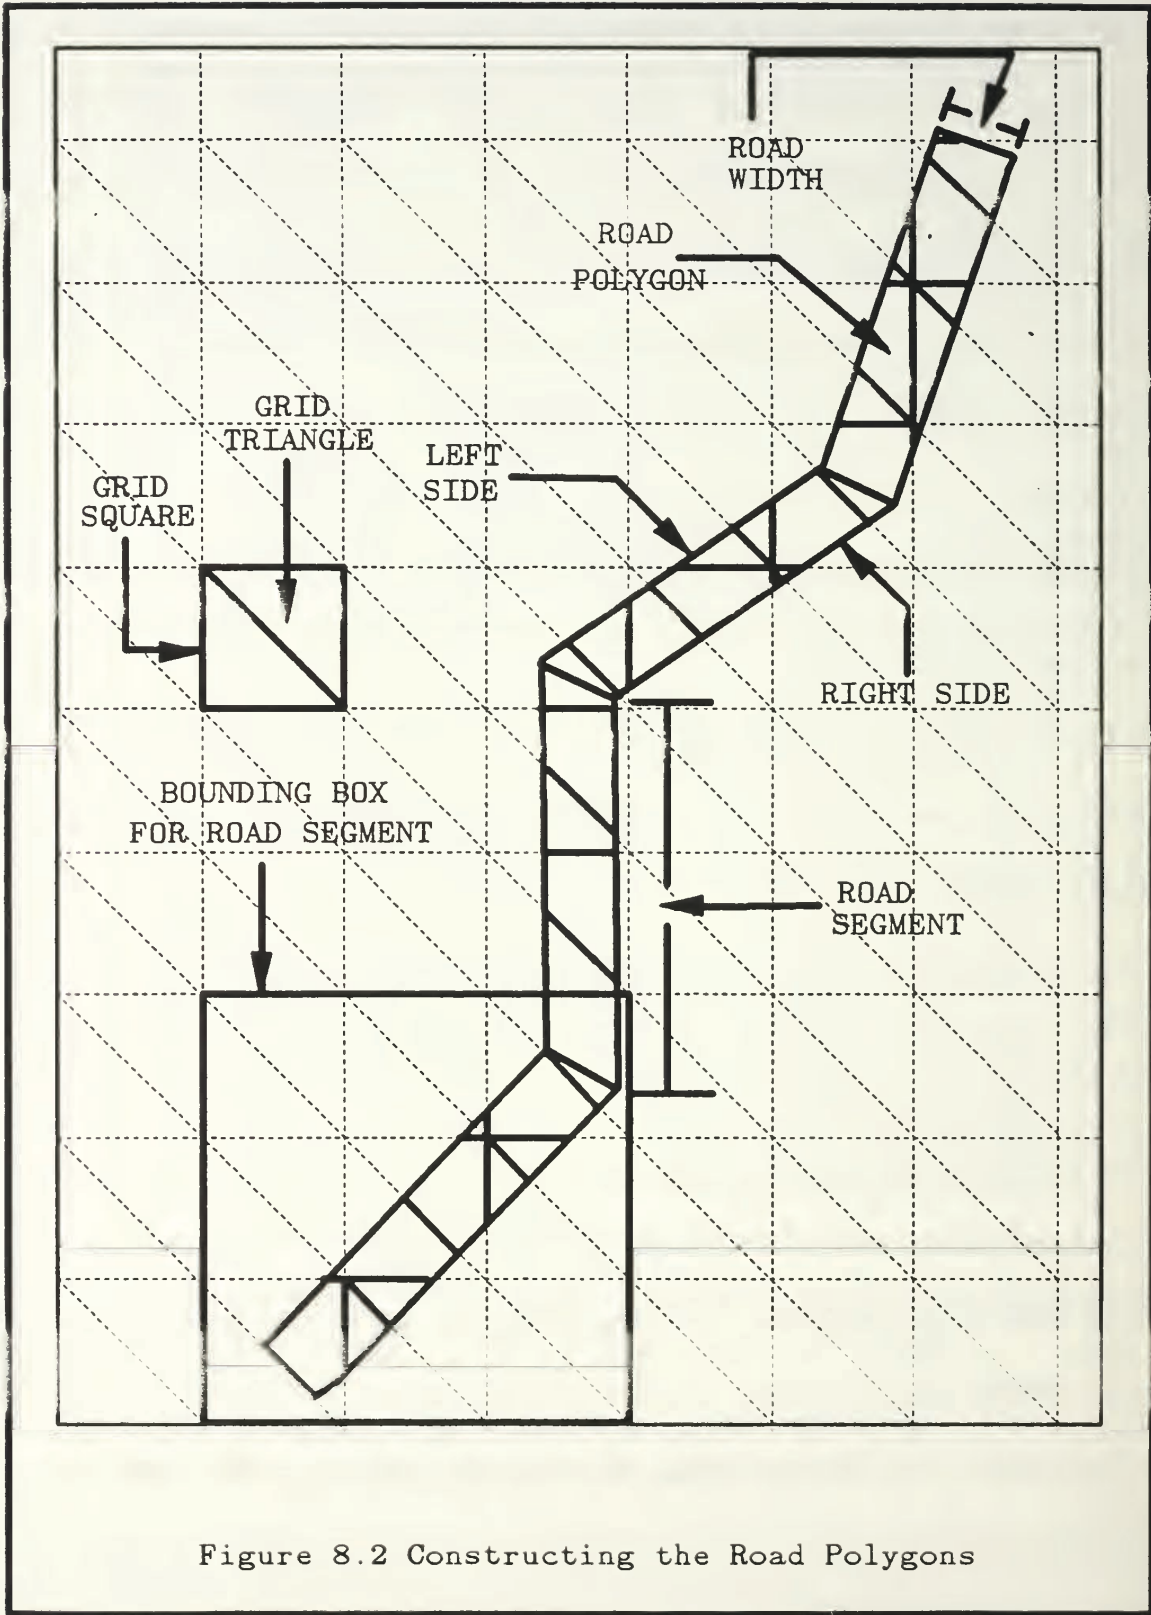 ROAD
WIDTH
ROAD
POLYGON
GRID
TRIANGLE
LEFT
SIDE
GRID
SQUARE
RIGHT SIDE
BOUNDING BOX
FOR ROAD SEGMENT
ROAD
SEGMENT
Figure 8.2 Constructing the Road Polygons